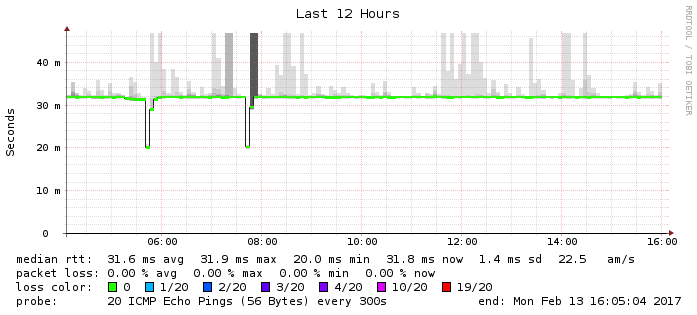 Last 12 Hours
RRDTOOL / TOBI OETIKER
Seconds
40 m
30 m
20 m
10 m
0
06:00 08:00 10:00 12:00 14:00 16:00
median rtt: 31.6 ms avg 31.9 ms max 20.0 ms min 31.8 ms now 1.4 ms sd 22.5 am/s
packet loss: 0.00 % avg 0.00 % max 0.00 % min 0.00 % now
loss color: 0 1/20 2/20 3/20 4/20 10/20 19/20
probe: 20 ICMP Echo Pings (56 Bytes) every 300s end: Mon Feb 13 16:05:04 2017